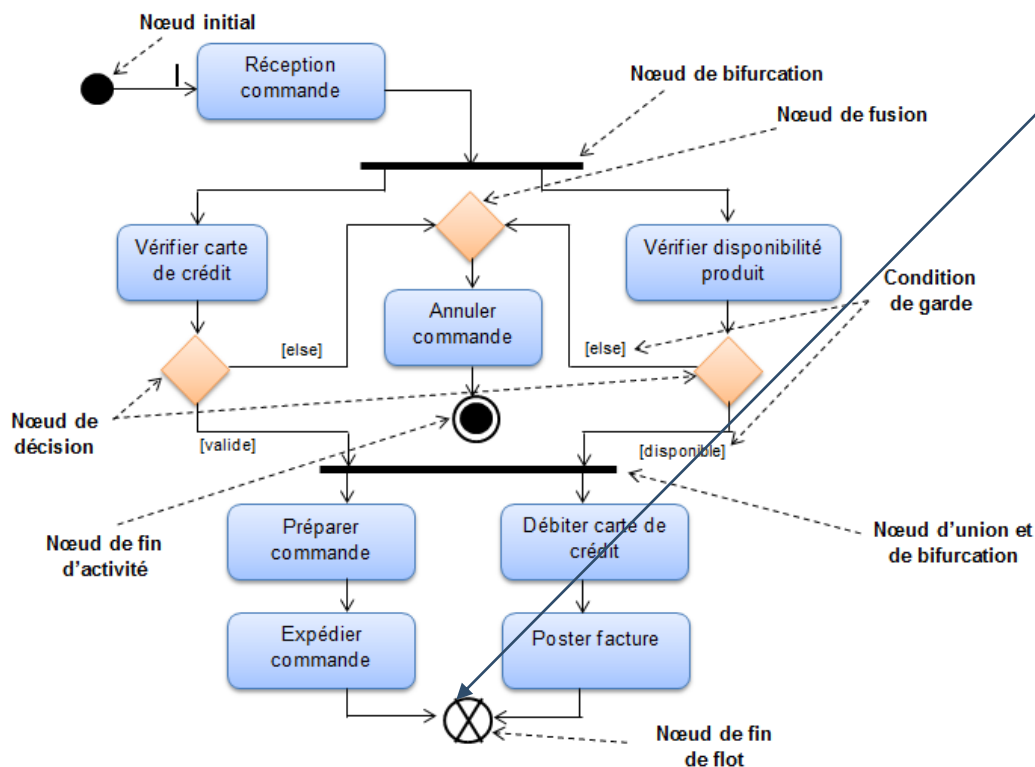 Nœud initial
Réception
commande
Nœud de bifurcation
Nœud de fusion
Vérifier carte
de crédit
Vérifier disponibilité
produit
Condition
de garde
Annuler
commande
[else]
[else]
Nœud de
décision
[valide]
[disponible]
Nœud de fin
d'activité
Préparer
commande
Débiter carte de
crédit
Nœud d'union et
de bifurcation
Expédier
commande
Poster facture
Nœud de fin
de flot